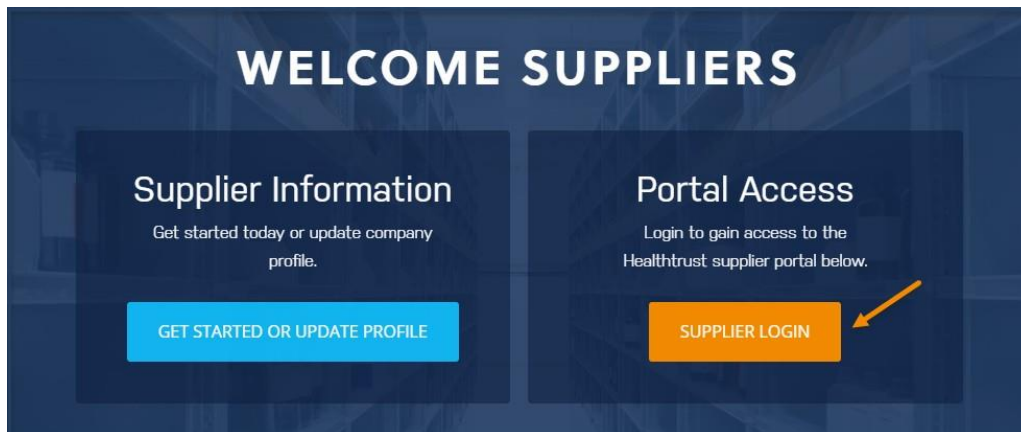 WELCOME SUPPLIERS
Supplier Information
Get started today or update company
profile.
GET STARTED OR UPDATE PROFILE
Portal Access
Login to gain access to the
Healthtrust supplier portal below.
SUPPLIER LOGIN